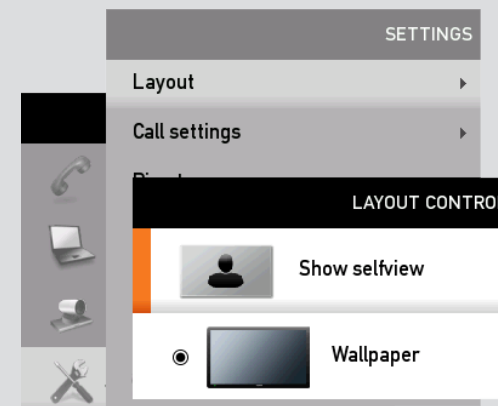 SETTINGS
Layout
Call settings
LAYOUT CONTRO
Show selfview
Wallpaper